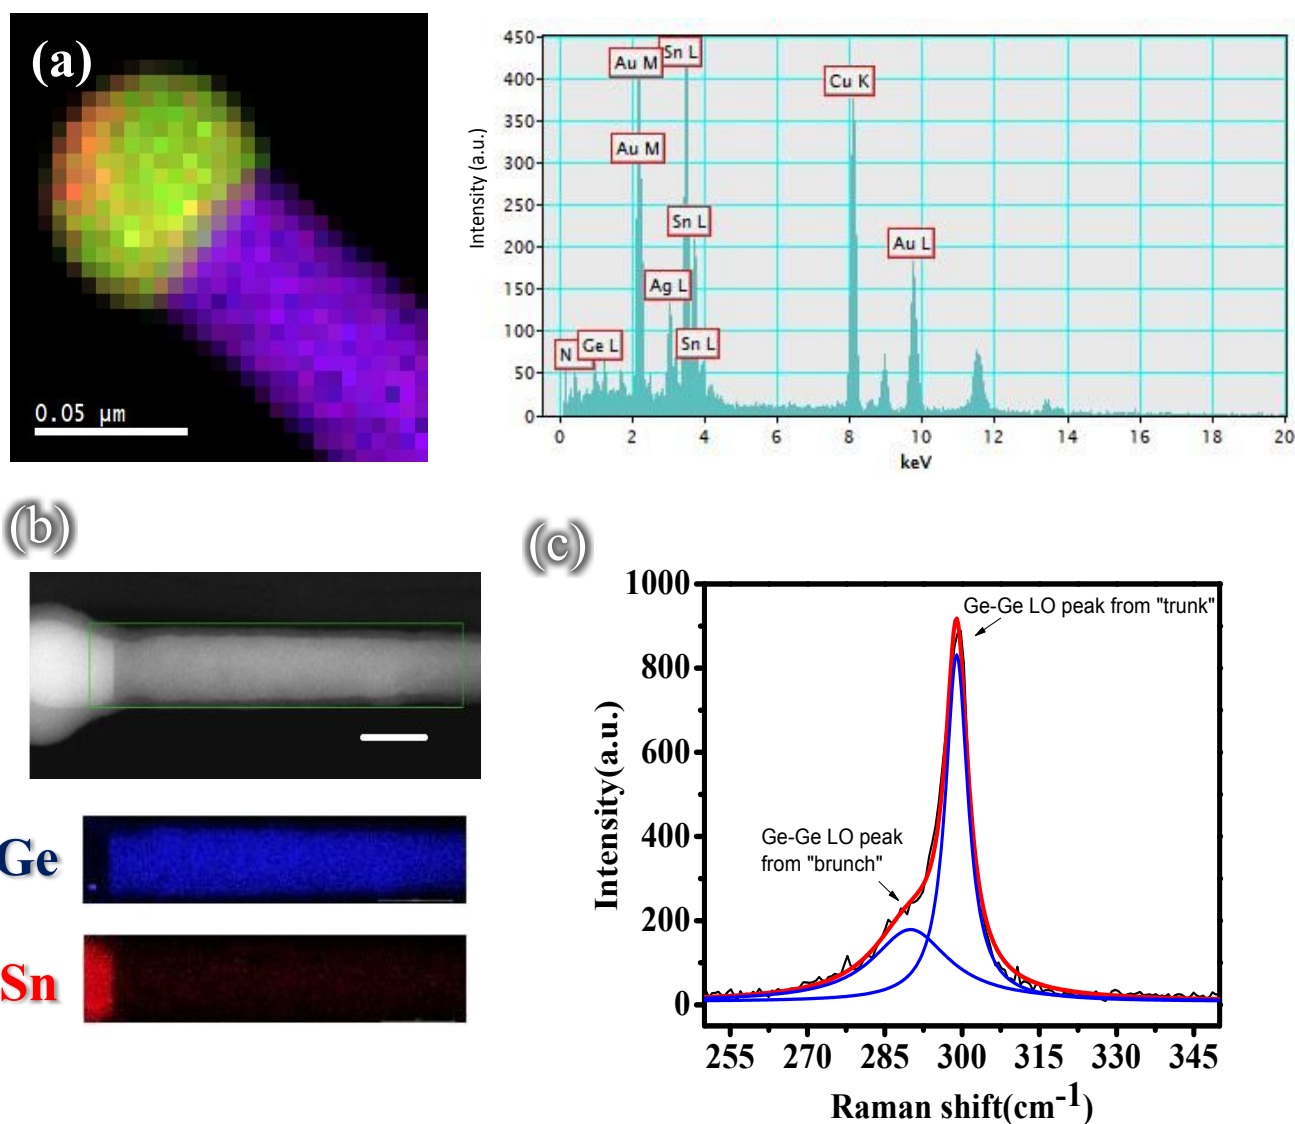 (a)
0.05 µm
450
400
350
300
250
200
150
100
50
0
Intensity (a.u.)
Au M
Sn L
Au M
Sn L
Ag L
Sn L
N
Ge L
Cu K
Au L
0 2 4 6 8 10 12 14 16 18 20
keV
(b)
Ge
Sn
(c)
1000
800
600
400
200
0
Intensity(a.u.)
Ge-Ge LO peak from "trunk"
Ge-Ge LO peak
from "brunch"
255 270 285 300 315 330 345
Raman shift(cm-1)